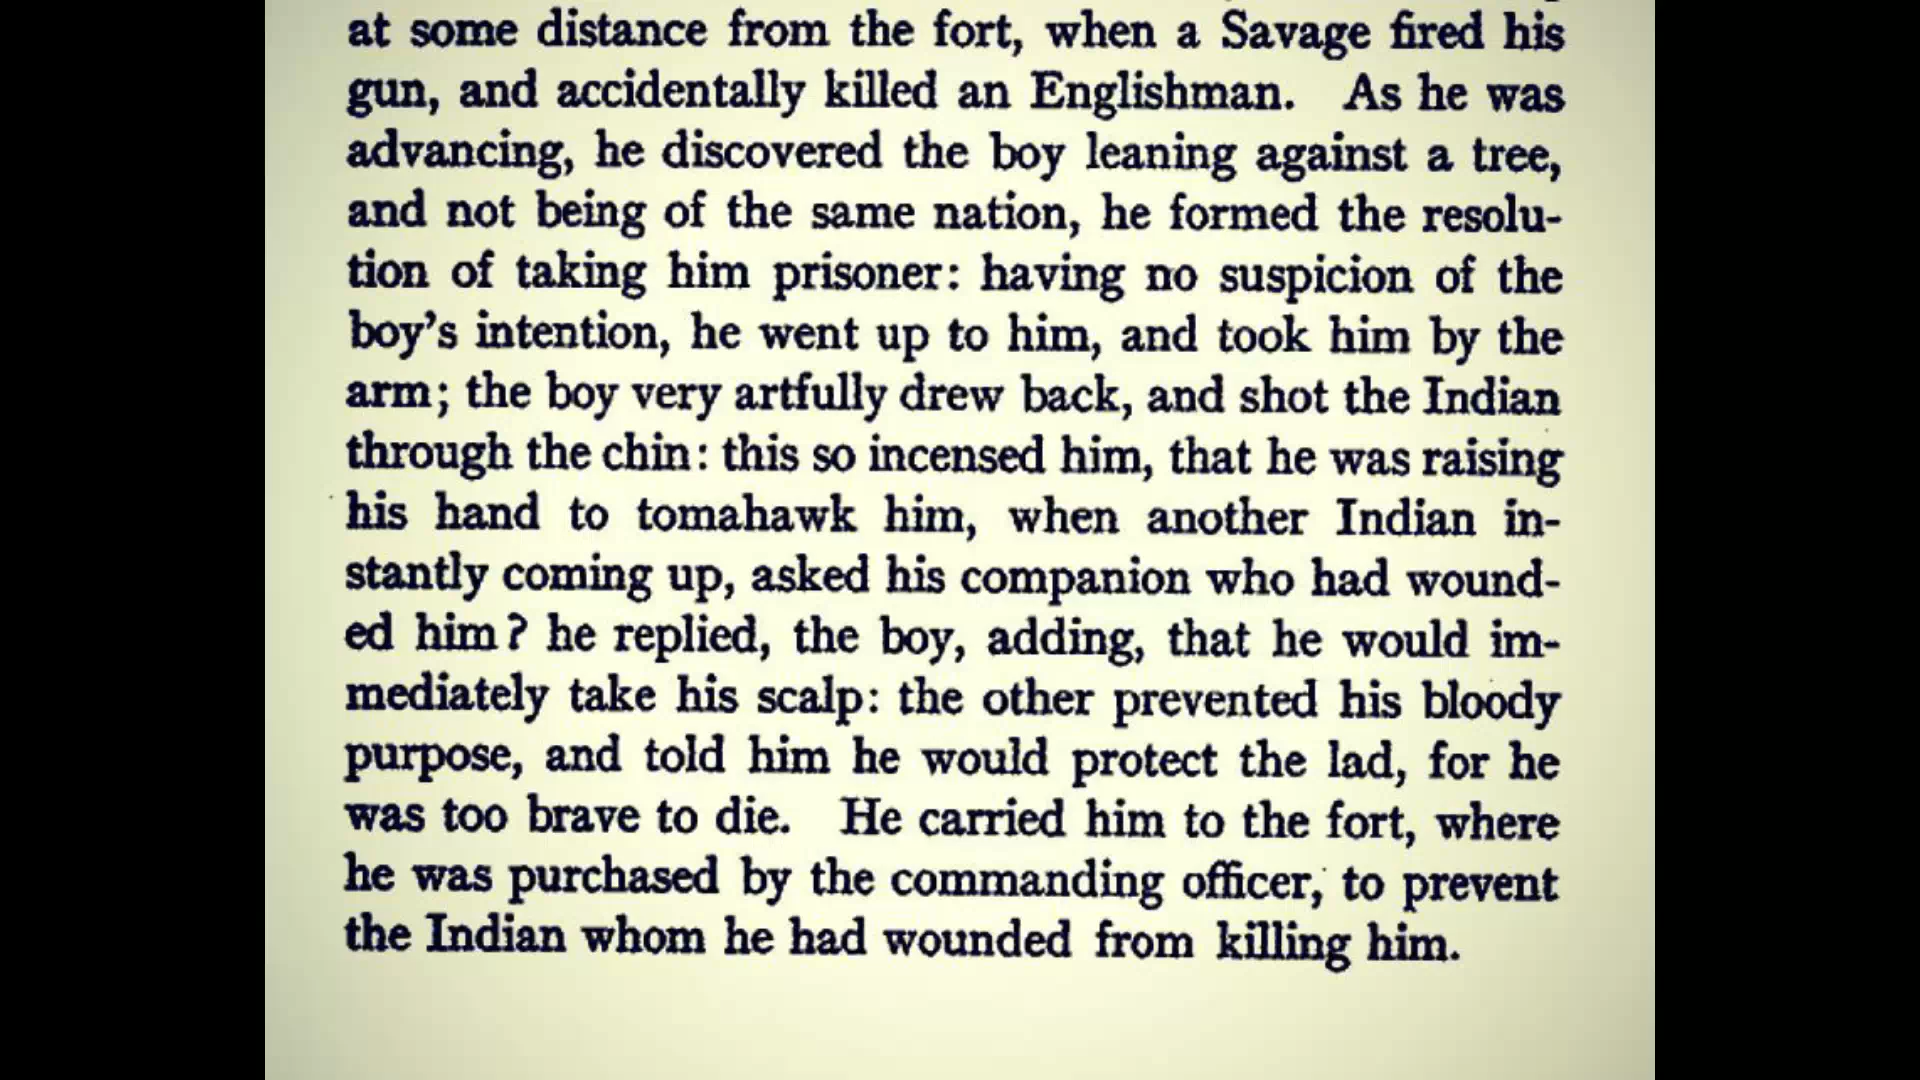 at some distance from the fort, when a Savage fired his
gun, and accidentally killed an Englishman. As he was
advancing, he discovered the boy leaning against a tree,
and not being of the same nation, he formed the resolu-
tion of taking him prisoner: having no suspicion of the
boy's intention, he went up to him, and took him by the
arm; the boy very artfully drew back, and shot the Indian
through the chin: this so incensed him, that he was raising
his hand to tomahawk him, when another Indian in-
stantly coming up, asked his companion who had wound-
ed him? he replied, the boy, adding, that he would im-
mediately take his scalp: the other prevented his bloody
purpose, and told him he would protect the lad, for he
was too brave to die. He carried him to the fort, where
he was purchased by the commanding officer, to prevent
the Indian whom he had wounded from killing him.